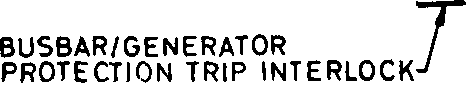 BUSBAR/GENERATOR
PROTECTION TRIP INTERLOCK